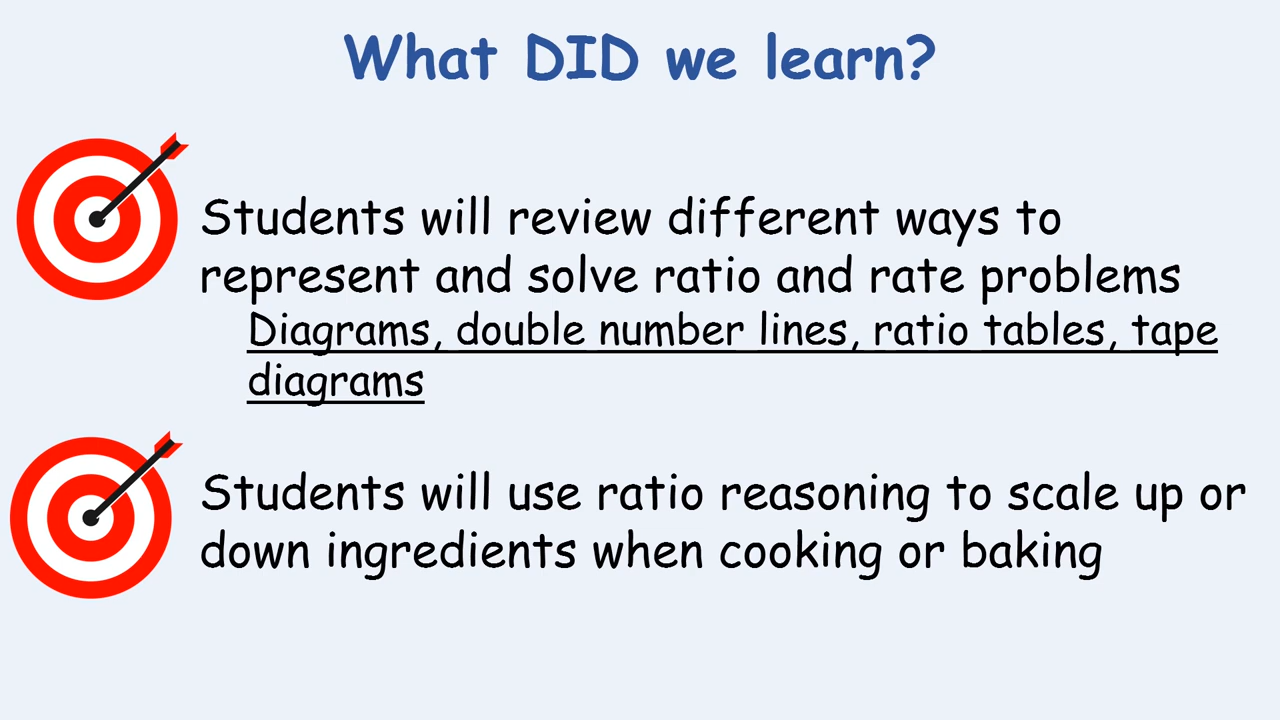 What DID we learn?
Students will review different ways to
represent and solve ratio and rate problems
Diagrams, double number lines, ratio tables, tape
diagrams
Students will use ratio reasoning to scale up or
down ingredients when cooking or baking